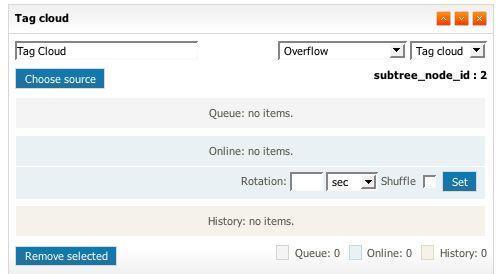 Tag cloud
Tag Cloud Overflow Tag cloud
Choose source subtree_node_id : 2
Queue: no items.
Online: no items.
Rotation: sec Shuffle Set
History: no items.
Remove selected Queue: 0 Online: 0 History: 0